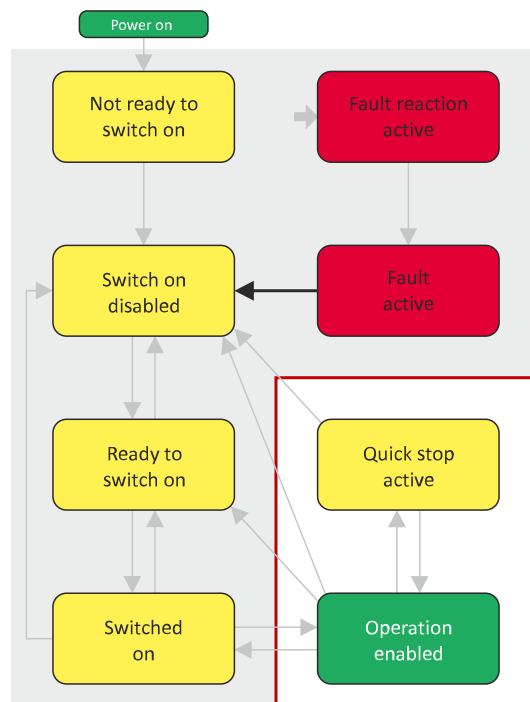 Power on
Not ready to
switch on
Fault reaction
active
Switch on
disabled
Fault
active
Ready to
switch on
Quick stop
active
Switched
on
Operation
enabled